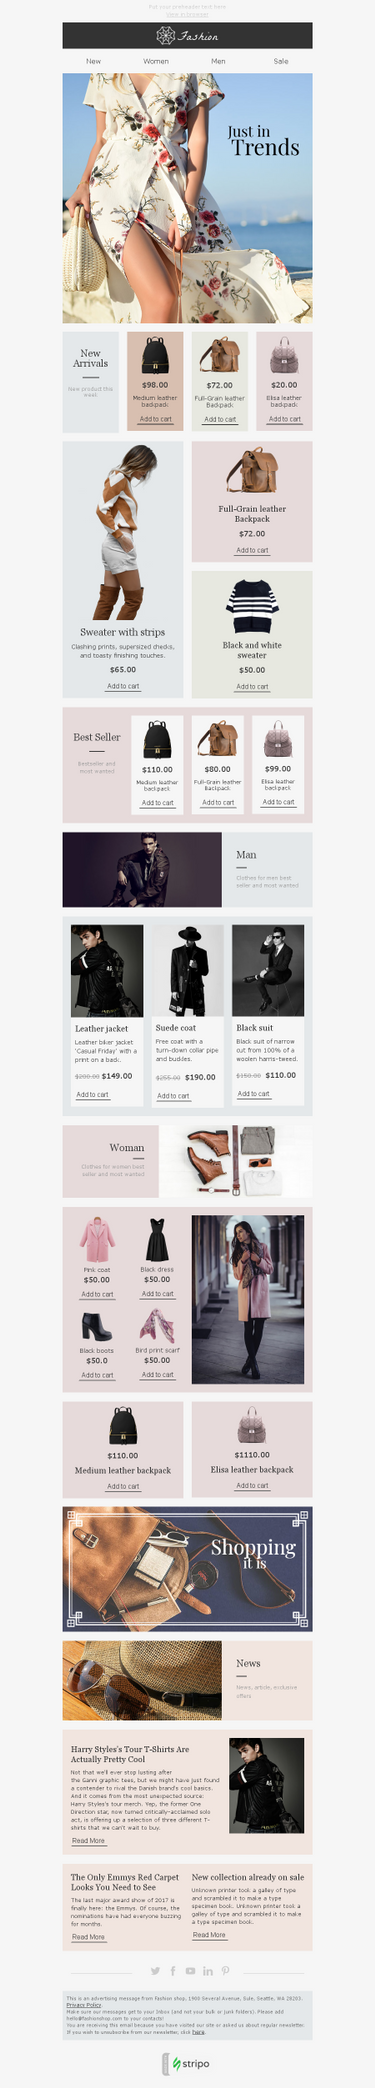 Put your preheader text here
View in browser
Fashion
New Women Men Sale
Just in
Trends
New
Arrivals
New product this
week
$98.00
Medium leather
backpack
Add to cart
$72.00
Full-Grain leather
Backpack
Add to cart
$20.00
Elisa leather
backpack
Add to cart
Sweater with strips
Clashing prints, supersized checks,
and toasty finishing touches.
$65.00
Add to cart
Full-Grain leather
Backpack
$72.00
Add to cart
Black and white
sweater
$50.00
Add to cart
Best Seller
Bestseller and
most wanted
$110.00
Medium leather
backpack
Add to cart
$80.00
Full-Grain leather
Backpack
Add to cart
$99.00
Elisa leather
backpack
Add to cart
Man
Clothes for men best
seller and most wanted
Leather jacket
Leather biker jacket
'Casual Friday' with a
print on a back.
$200.00 $149.00
Add to cart
Suede coat
Free coat with a
turn-down collar pipe
and buckles.
$255.00 $190.00
Add to cart
Black suit
Black suit of narrow
cut from 100% of a
woolen harris-tweed.
$150.00 $110.00
Add to cart
Woman
Clothes for women best
seller and most wanted
Pink coat
$50.00
Add to cart
Black dress
$50.00
Add to cart
Black boots
$50.0
Add to cart
Bird print scarf
$50.00
Add to cart
$110.00
Medium leather backpack
Add to cart
$1110.00
Elisa leather backpack
Add to cart
Shopping
it is
News
News, article, exclusive
offers
Harry Styles's Tour T-Shirts Are
Actually Pretty Cool
Not that we'll ever stop lusting after
the Ganni graphic tees, but we might have just found
a contender to rival the Danish brand's cool basics.
And it comes from the most unexpected source:
Harry Styles's tour merch. Yep, the former One
Direction star, now turned critically-acclaimed solo
act, is offering up a selection of three different T-
shirts that we can't wait to buy.
Read More
The Only Emmys Red Carpet
Looks You Need to See
The last major award show of 2017 is
finally here: the Emmys. Of course, the
nominations have had everyone buzzing
for months.
Read More
New collection already on sale
Unknown printer took a galley of type
and scrambled it to make a type
specimen book. Unknown printer took a
galley of type and scrambled it to make
a type specimen book.
Read More
This is an advertising message from Fashion shop, 1900 Several Avenue, Sule, Seattle, WA 28203.
Privacy Policy.
Make sure our messages get to your Inbox (and not your bulk or junk folders). Please add
hello@fashionshop.com to your contacts!
You are receiving this email because you have visited our site or asked us about regular newsletter.
If you wish to unsubscribe from our newsletter, click here.
stripo